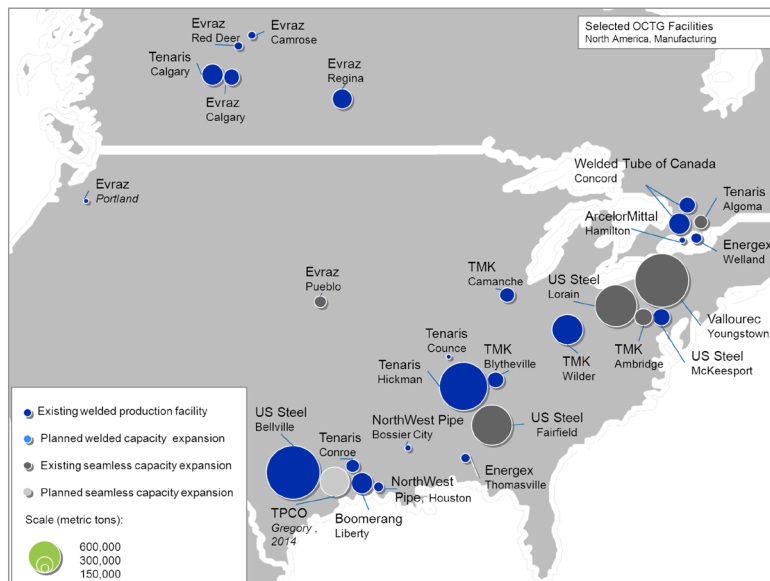 Selected OCTG Facilities
North America, Manufacturing
Evraz
Red Deer
Evraz
Camrose
Tenaris
Calgary
Evraz
Calgary
Evraz
Regina
Evraz
Portland
Welded Tube of Canada
Concord
Tenaris
Algoma
ArcelorMittal
Hamilton
Energex
Welland
Evraz
Pueblo
TMK
Camanche
US Steel
Lorain
Vallourec
Youngstown
TMK
Wilder
TMK
Ambridge
US Steel
McKeesport
Tenaris
Counce
Tenaris
Hickman
TMK
Blytheville
US Steel
Bellville
NorthWest Pipe
Bossier City
US Steel
Fairfield
Tenaris
Conroe
NorthWest
Pipe, Houston
Energex
Thomasville
TPCO
Gregory ,
2014
Boomerang
Liberty
Existing welded production facility
Planned welded capacity expansion
Existing seamless capacity expansion
Planned seamless capacity expansion
Scale (metric tons):
600,000
300,000
150,000